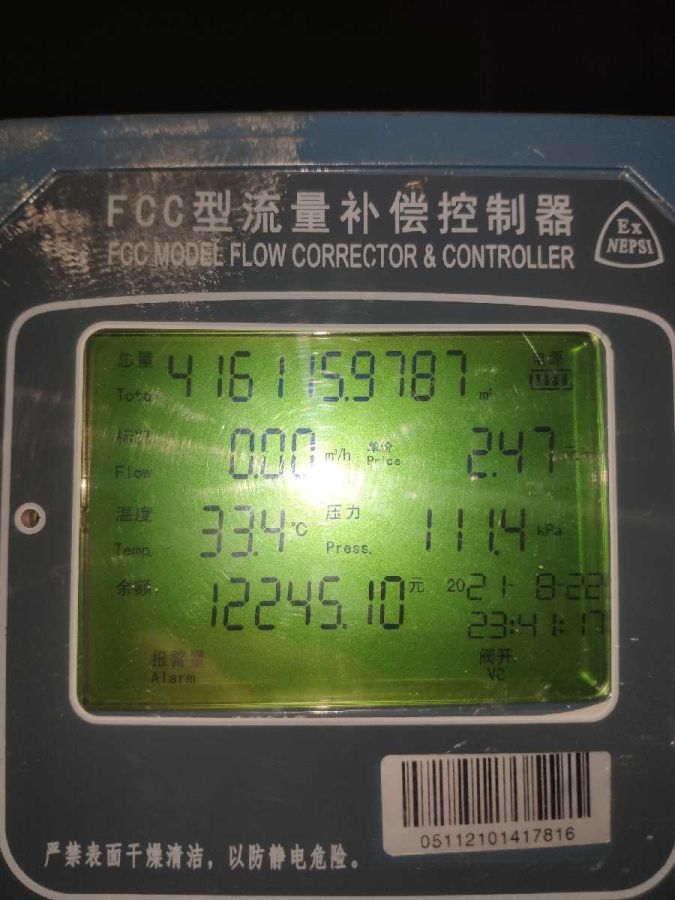 FCC型流量补偿控制器
FCC MODEL FLOW CORRECTOR & CONTROLLER
Ex
NEPSI
总量
Total
416115.9787 m³
电源
标况
Flow
0.00 m³/h
单价
Price
2.47
温度
Temp.
33.4 ℃
压力
Press.
111.4 kPa
余额
12245.10 元
2021-8-22
23:41:17
报警量
Alarm
阀开
VC
05112101417816
严禁表面干燥清洁，以防静电危险。